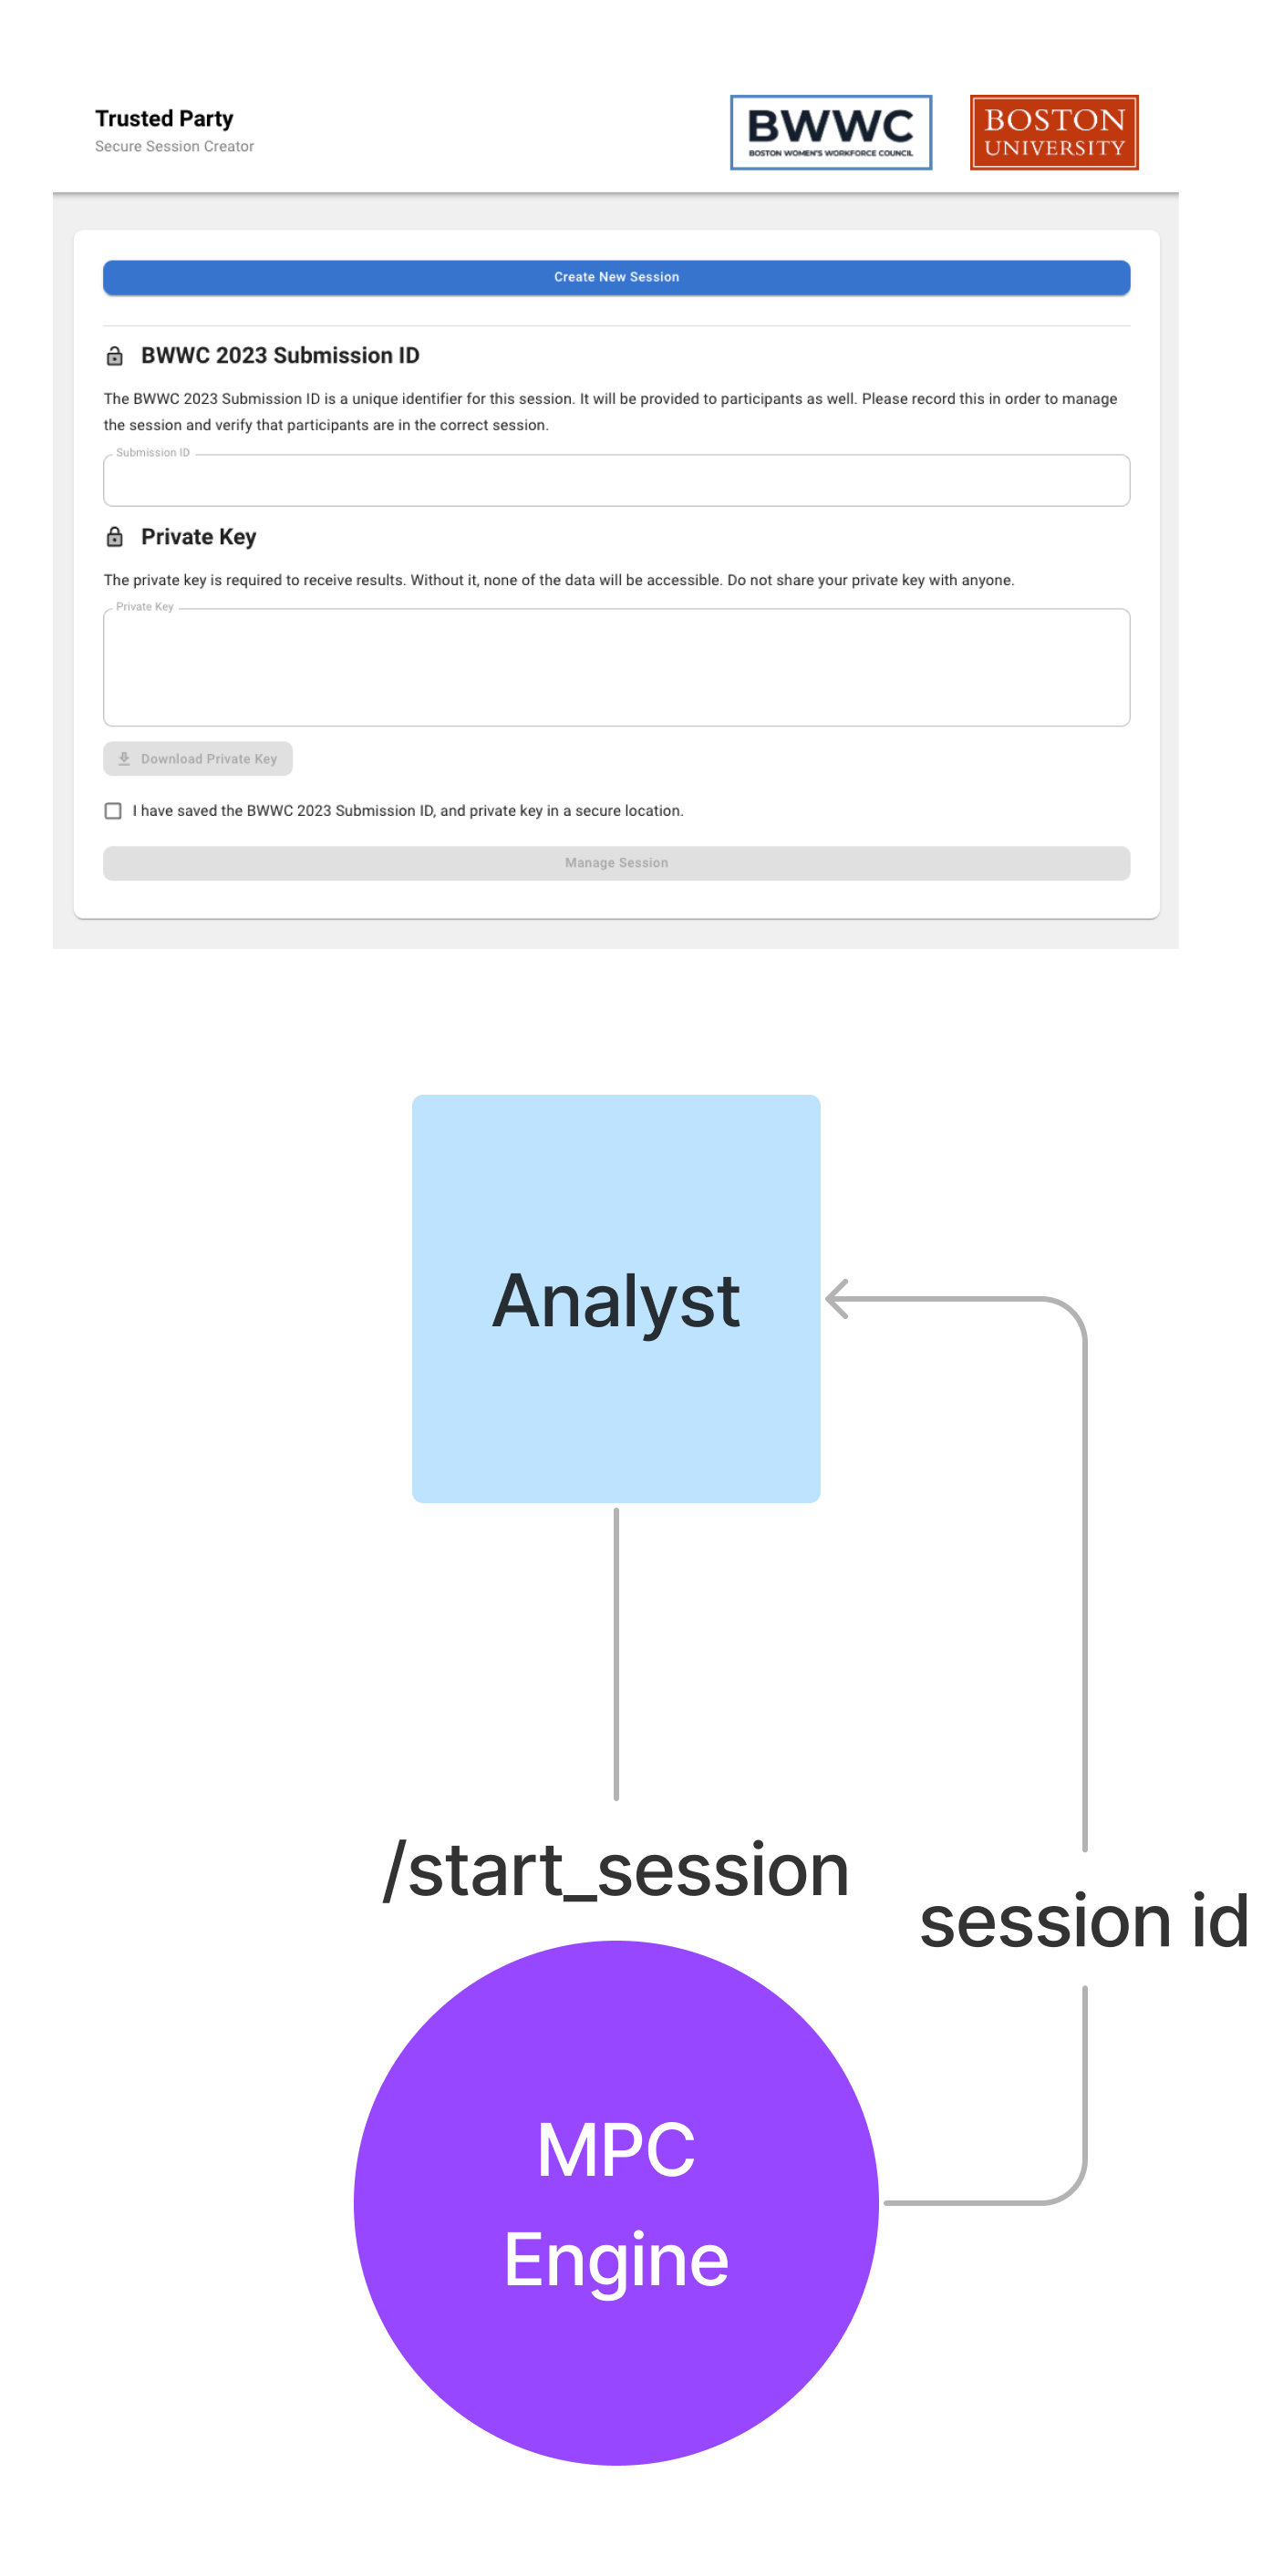 Trusted Party
Secure Session Creator
BWWC
BOSTON WOMEN'S WORKFORCE COUNCIL
BOSTON
UNIVERSITY
Create New Session
BWWC 2023 Submission ID
The BWWC 2023 Submission ID is a unique identifier for this session. It will be provided to participants as well. Please record this in order to manage
the session and verify that participants are in the correct session.
Submission ID
Private Key
The private key is required to receive results. Without it, none of the data will be accessible. Do not share your private key with anyone.
Private Key
Download Private Key
I have saved the BWWC 2023 Submission ID, and private key in a secure location.
Manage Session
Analyst
/start_session
session id
MPC
Engine